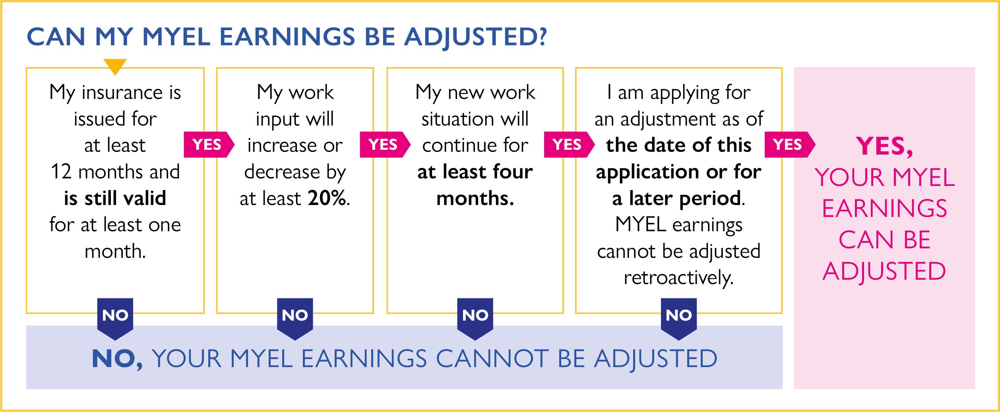 CAN MY MYEL EARNINGS BE ADJUSTED?
My insurance is
issued for
at least
12 months and
is still valid
for at least one
month.
YES
NO
My work
input will
increase or
decrease by
at least 20%.
YES
NO
My new work
situation will
continue for
at least four
months.
YES
NO
I am applying for
an adjustment as of
the date of this
application or for
a later period.
MYEL earnings
cannot be adjusted
retroactively.
YES
NO
YES,
YOUR MYEL
EARNINGS
CAN BE
ADJUSTED
NO, YOUR MYEL EARNINGS CANNOT BE ADJUSTED